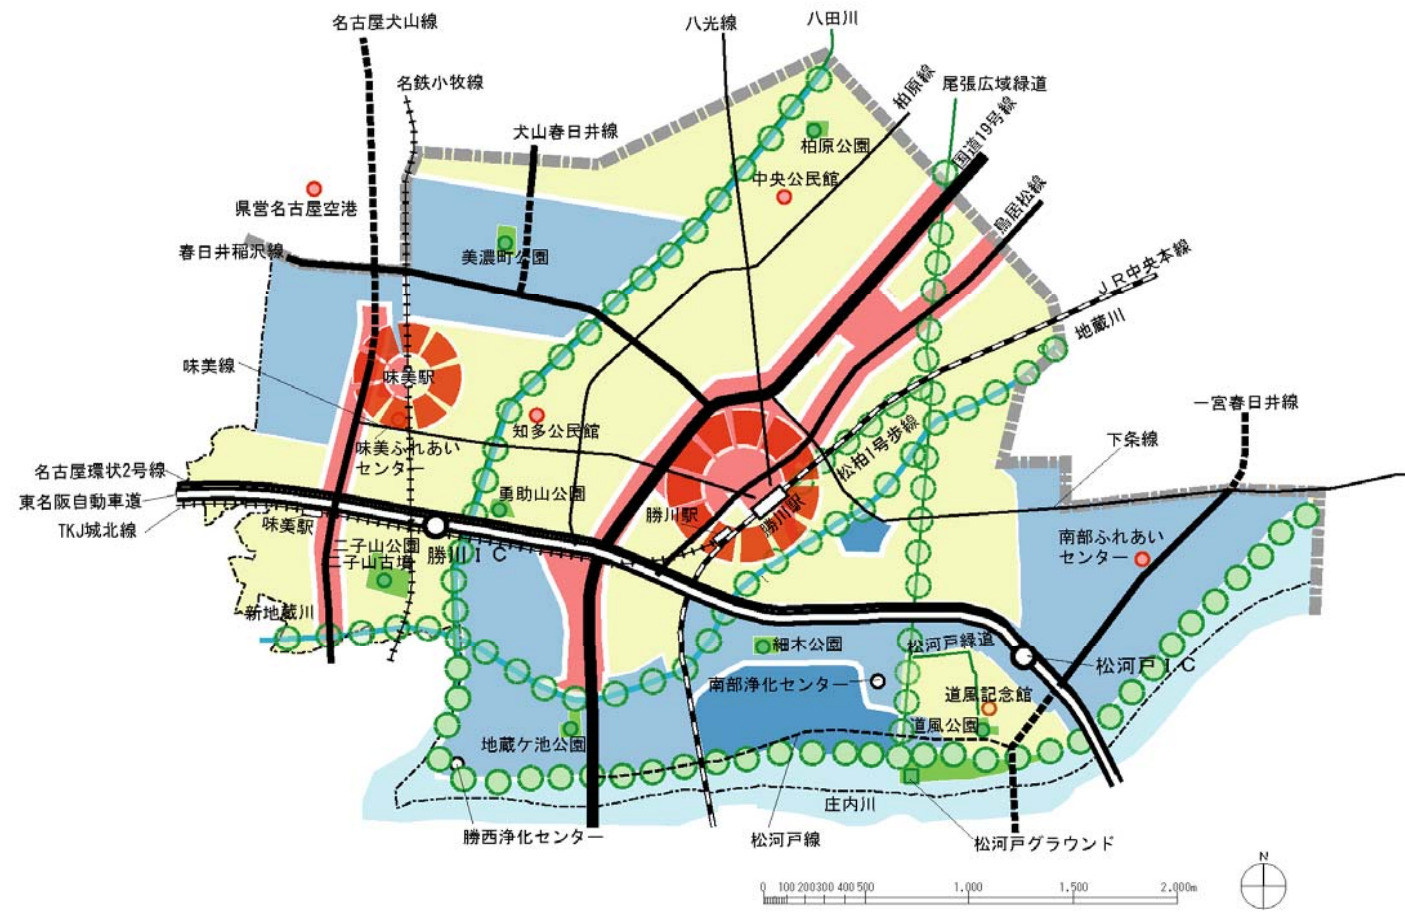 名古屋犬山線
八光線
八田川
名鉄小牧線
柏原線
尾張広域緑道
犬山春日井線
国道19号線
柏原公園
中央公民館
県営名古屋空港
鳥居松線
春日井稲沢線
美濃町公園
JR中央本線
地蔵川
味美線
味美駅
一宮春日井線
知多公民館
味美ふれあい
センター
松柏1号歩線
下条線
名古屋環状2号線
東名阪自動車道
TKJ城北線
味美駅
勇助山公園
勝川駅
勝川駅
南部ふれあい
センター
二子山公園
二子山古墳
勝川IC
新地蔵川
細木公園
松河戸緑道
松河戸IC
南部浄化センター
道風記念館
道風公園
地蔵ケ池公園
庄内川
勝西浄化センター
松河戸線
松河戸グラウンド
N
0 100 200 300 400 500 1.000 1.500 2.000m